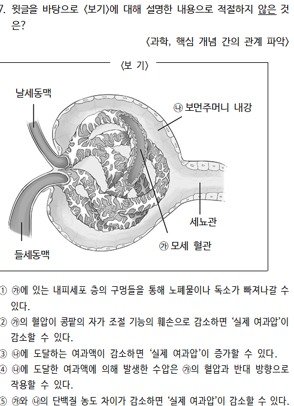 7. 윗글을 바탕으로 <보기>에 대해 설명한 내용으로 적절하지 않은 것
은?
<과학, 핵심 개념 간의 관계 파악>
<보 기>
날세동맥
㉯ 보먼주머니 내강
세뇨관
㉮ 모세 혈관
들세동맥
① ㉮에 있는 내피세포 층의 구멍들을 통해 노폐물이나 독소가 빠져나갈 수
있다.
② ㉮의 혈압이 콩팥의 자가 조절 기능의 훼손으로 감소하면 '실제 여과압'이
감소할 수 있다.
③ ㉯에 도달하는 여과액이 감소하면 '실제 여과압'이 증가할 수 있다.
④ ㉯에 도달한 여과액에 의해 발생한 수압은 ㉮의 혈압과 반대 방향으로
작용할 수 있다.
⑤ ㉮와 ㉯의 단백질 농도 차이가 감소하면 '실제 여과압'이 감소할 수 있다.